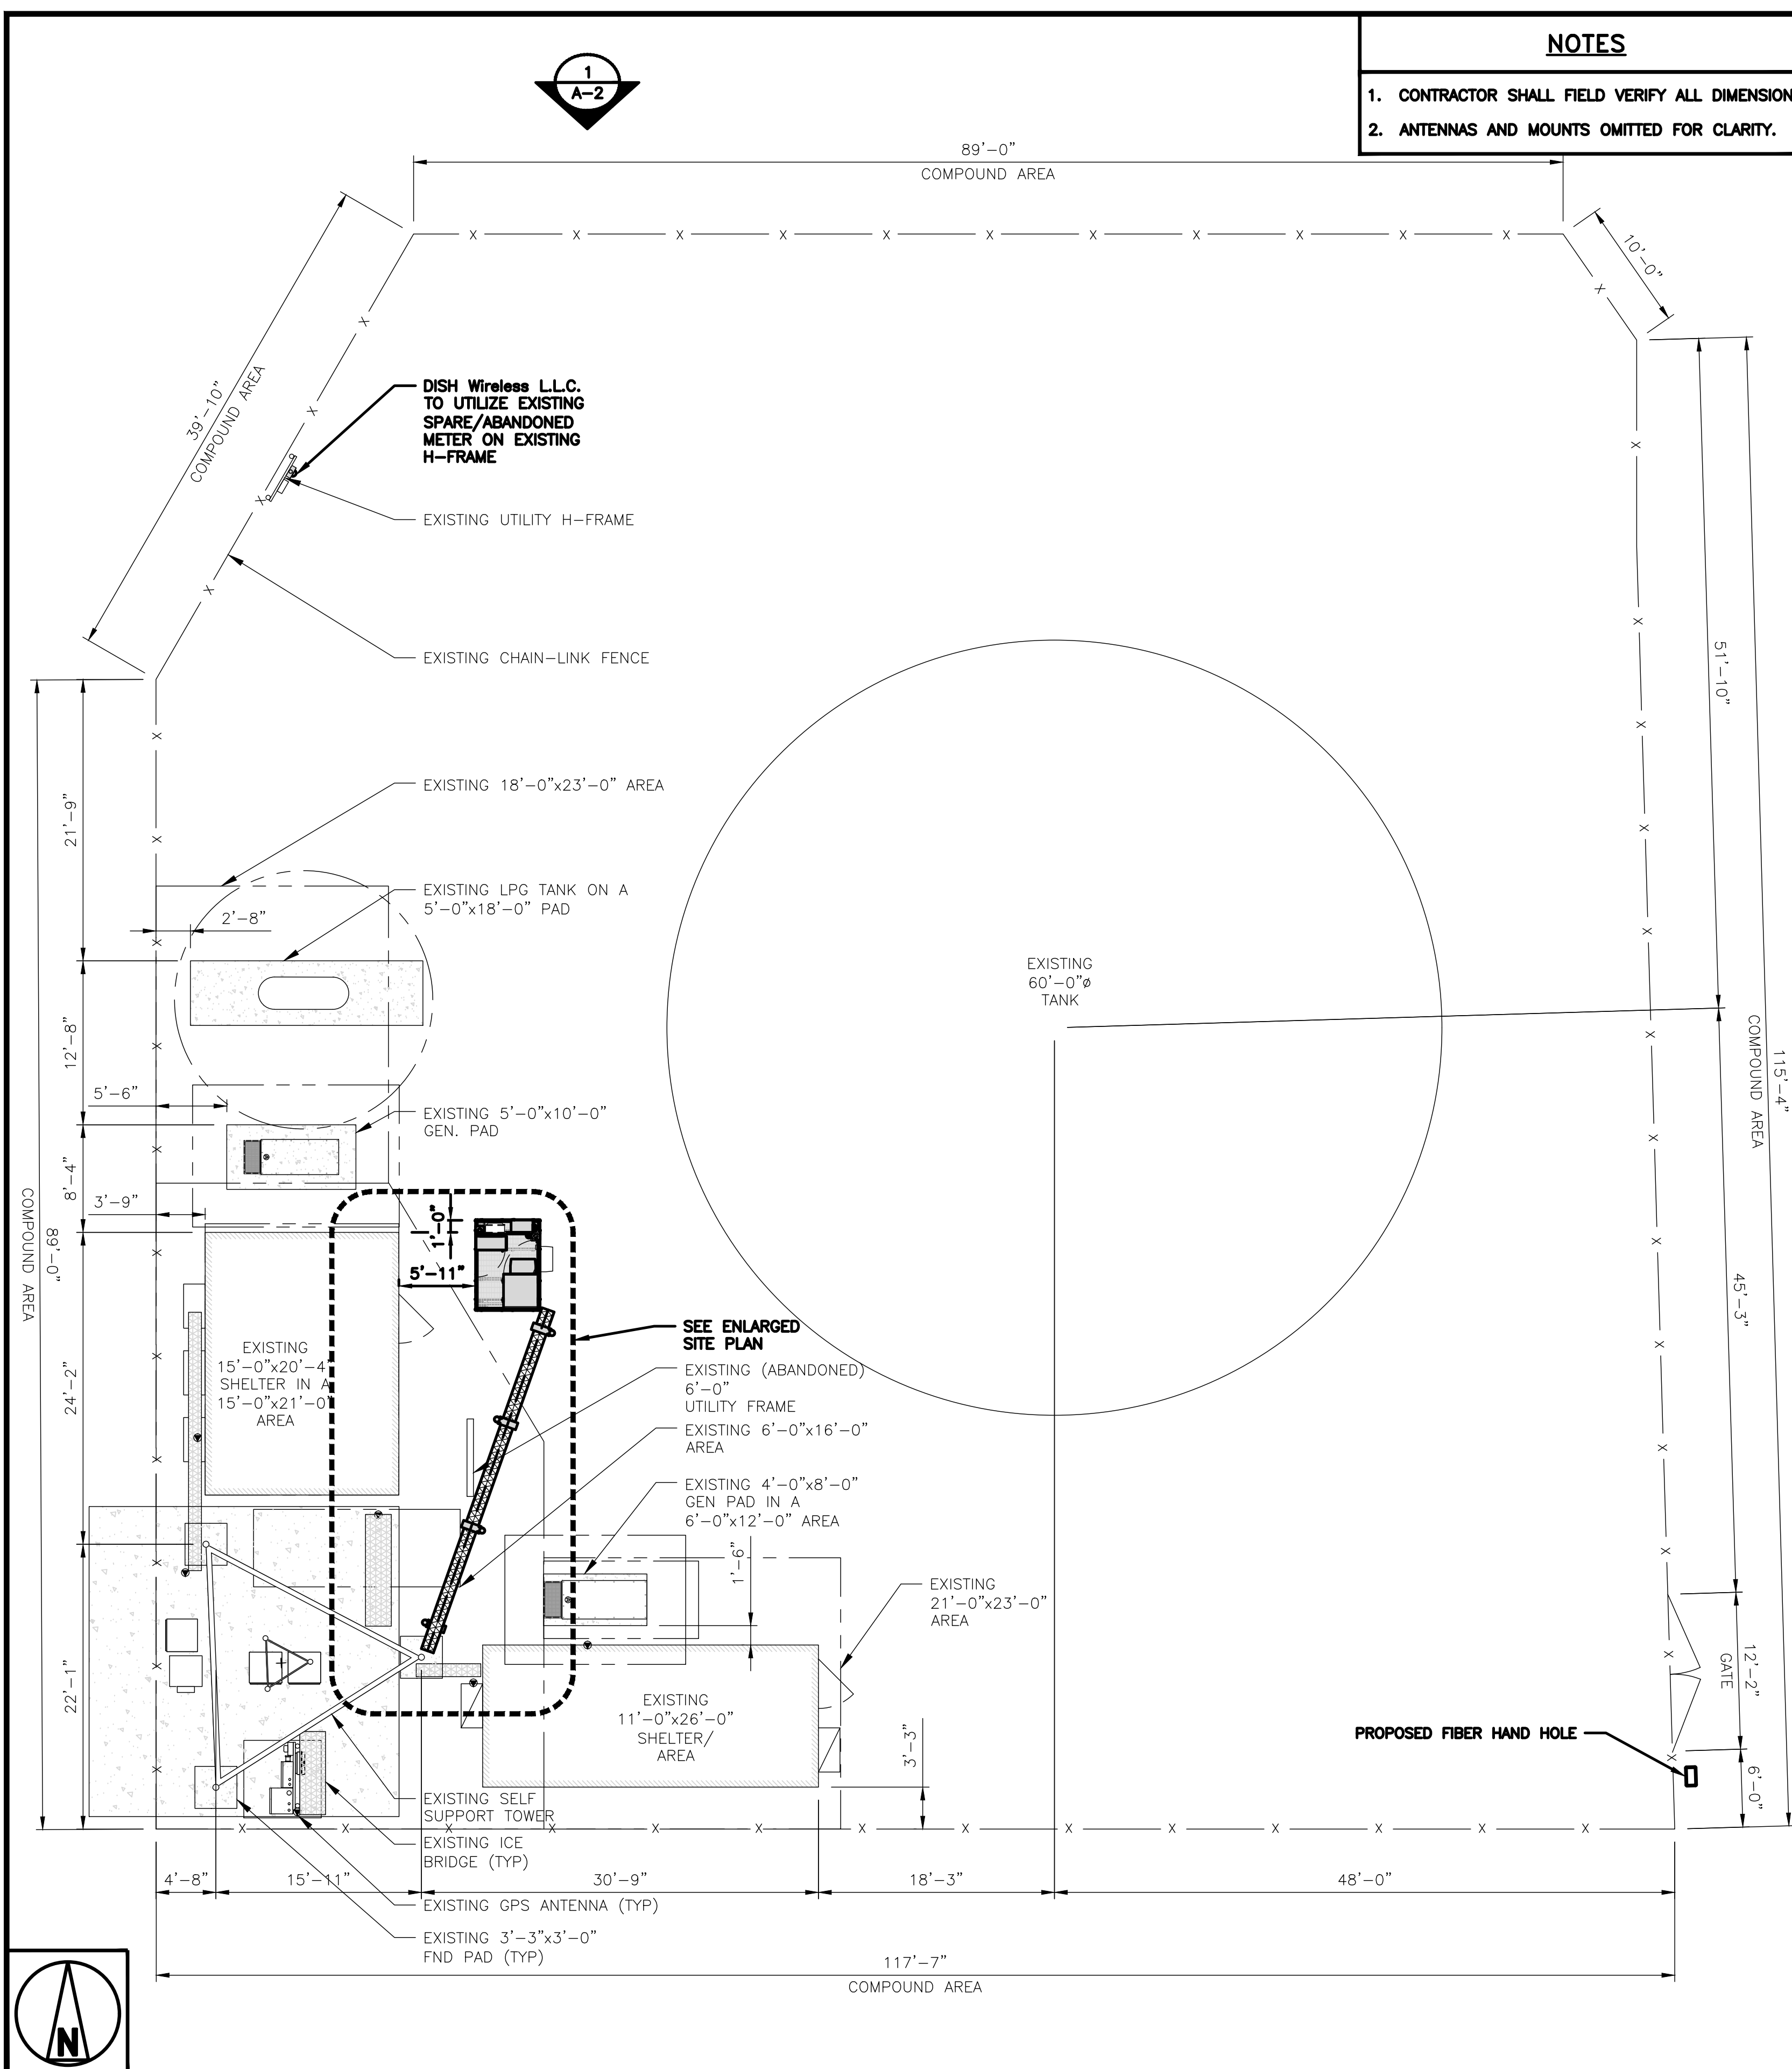 NOTES
1. CONTRACTOR SHALL FIELD VERIFY ALL DIMENSION
2. ANTENNAS AND MOUNTS OMITTED FOR CLARITY.
1
A-2
89'-0"
COMPOUND AREA
10'-0"
39'-10"
COMPOUND AREA
DISH Wireless L.L.C.
TO UTILIZE EXISTING
SPARE/ABANDONED
METER ON EXISTING
H-FRAME
EXISTING UTILITY H-FRAME
EXISTING CHAIN-LINK FENCE
51'-10"
115'-4"
COMPOUND AREA
21'-9"
EXISTING 18'-0"x23'-0" AREA
EXISTING LPG TANK ON A
5'-0"x18'-0" PAD
2'-8"
EXISTING
60'-0"ø
TANK
12'-8"
5'-6"
EXISTING 5'-0"x10'-0"
GEN. PAD
8'-4"
3'-9"
89'-0"
COMPOUND AREA
1'-0"
5'-11"
45'-3"
SEE ENLARGED
SITE PLAN
EXISTING
15'-0"x20'-4"
SHELTER IN A
15'-0"x21'-0"
AREA
24'-2"
EXISTING (ABANDONED)
6'-0"
UTILITY FRAME
EXISTING 6'-0"x16'-0"
AREA
EXISTING 4'-0"x8'-0"
GEN PAD IN A
6'-0"x12'-0" AREA
1'-6"
EXISTING
21'-0"x23'-0"
AREA
12'-2"
GATE
22'-1"
EXISTING
11'-0"x26'-0"
SHELTER/
AREA
3'-3"
PROPOSED FIBER HAND HOLE
6'-0"
EXISTING SELF
SUPPORT TOWER
EXISTING ICE
BRIDGE (TYP)
4'-8"
15'-11"
30'-9"
18'-3"
48'-0"
EXISTING GPS ANTENNA (TYP)
EXISTING 3'-3"x3'-0"
FND PAD (TYP)
117'-7"
COMPOUND AREA
N